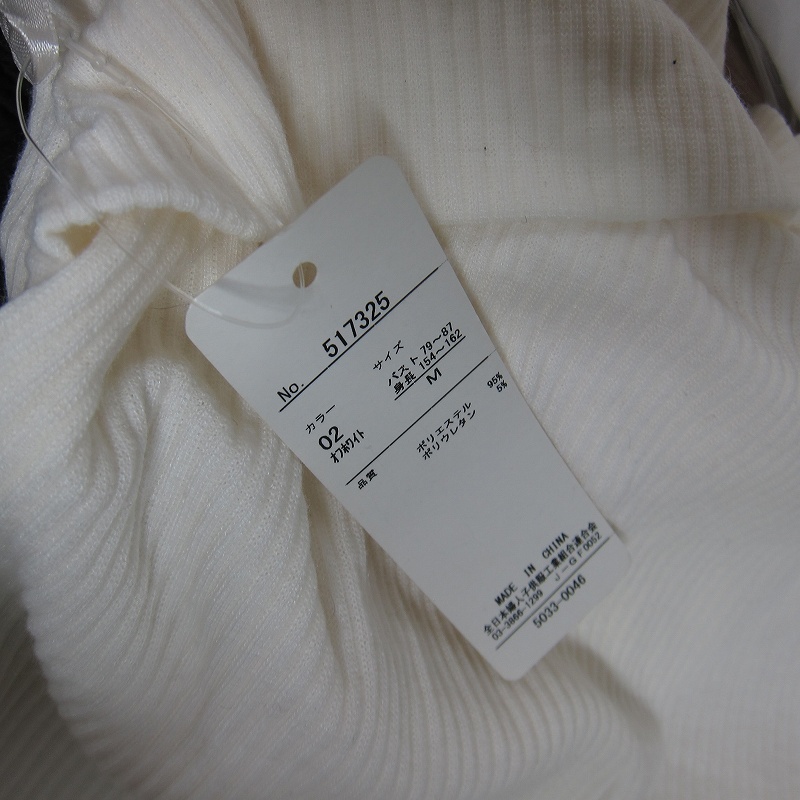 No. 517325
カラー サイズ
02 バスト 79～87
オフホワイト 身長 154～162
M
品質 ポリエステル 95%
ポリウレタン 5%
MADE IN CHINA
全日本婦人子供服工業組合連合会
03-3866-1299 J－GF0052
5033-0046